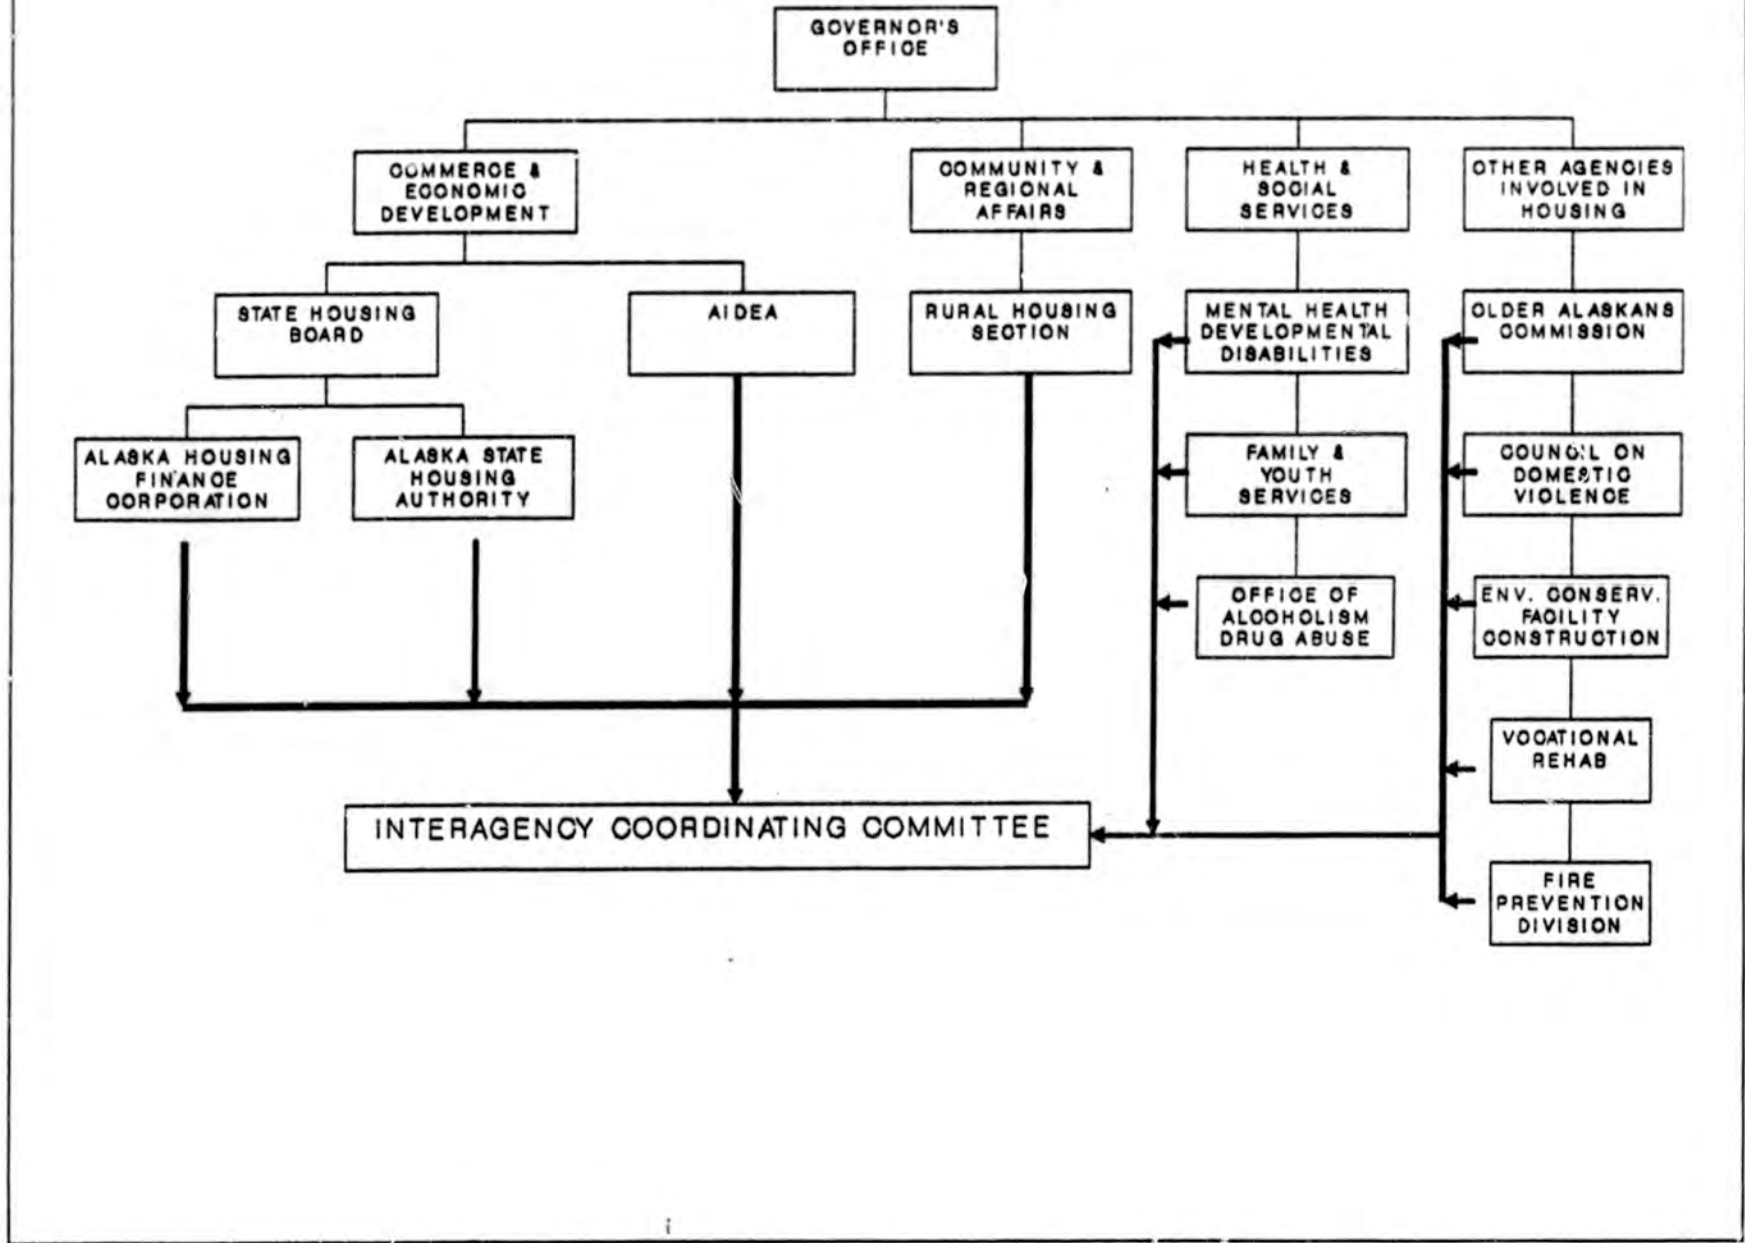 GOVERNOR'S
OFFICE
COMMERCE &
ECONOMIC
DEVELOPMENT
COMMUNITY &
REGIONAL
AFFAIRS
HEALTH &
SOCIAL
SERVICES
OTHER AGENCIES
INVOLVED IN
HOUSING
STATE HOUSING
BOARD
AIDEA
RURAL HOUSING
SECTION
MENTAL HEALTH
DEVELOPMENTAL
DISABILITIES
OLDER ALASKANS
COMMISSION
ALASKA HOUSING
FINANCE
CORPORATION
ALASKA STATE
HOUSING
AUTHORITY
FAMILY &
YOUTH
SERVICES
COUNCIL ON
DOMESTIC
VIOLENCE
OFFICE OF
ALCOHOLISM
DRUG ABUSE
ENV. CONSERV.
FACILITY
CONSTRUCTION
VOCATIONAL
REHAB
INTERAGENCY COORDINATING COMMITTEE
FIRE
PREVENTION
DIVISION
i